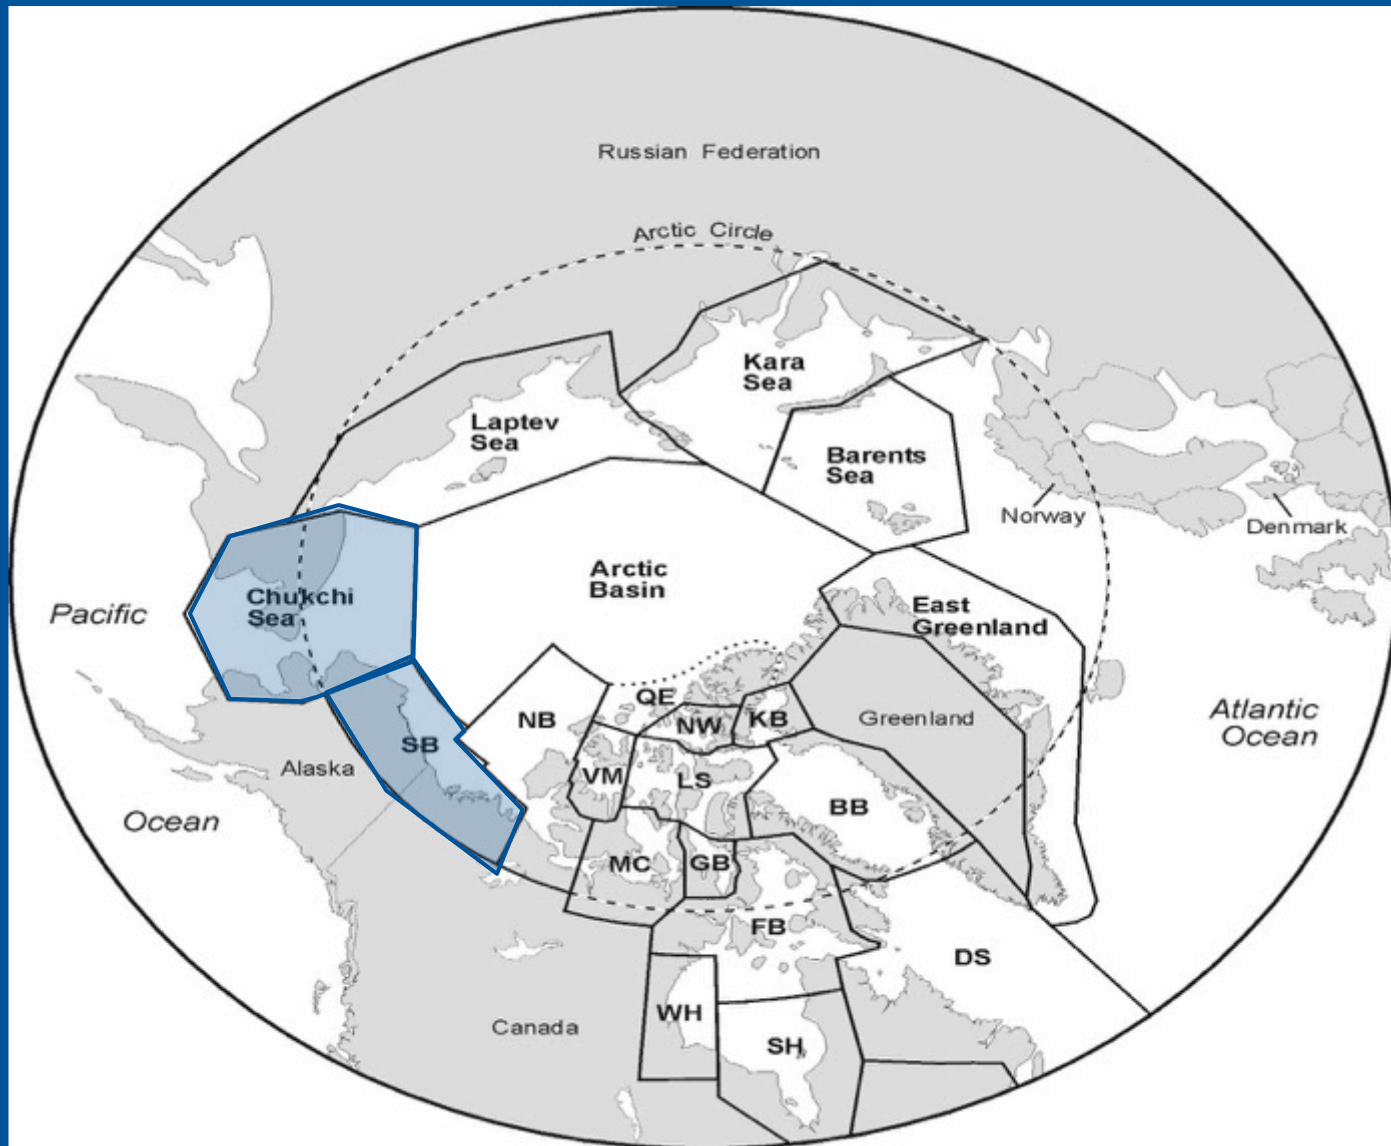 Russian Federation
Arctic Circle
Kara
Sea
Laptev
Sea
Barents
Sea
Norway
Denmark
Arctic
Basin
Chukchi
Sea
Pacific
East
Greenland
QE
NB
NW
KB
Greenland
Atlantic
Ocean
SB
Alaska
VM
LS
BB
Ocean
MC
GB
FB
DS
WH
Canada
SH